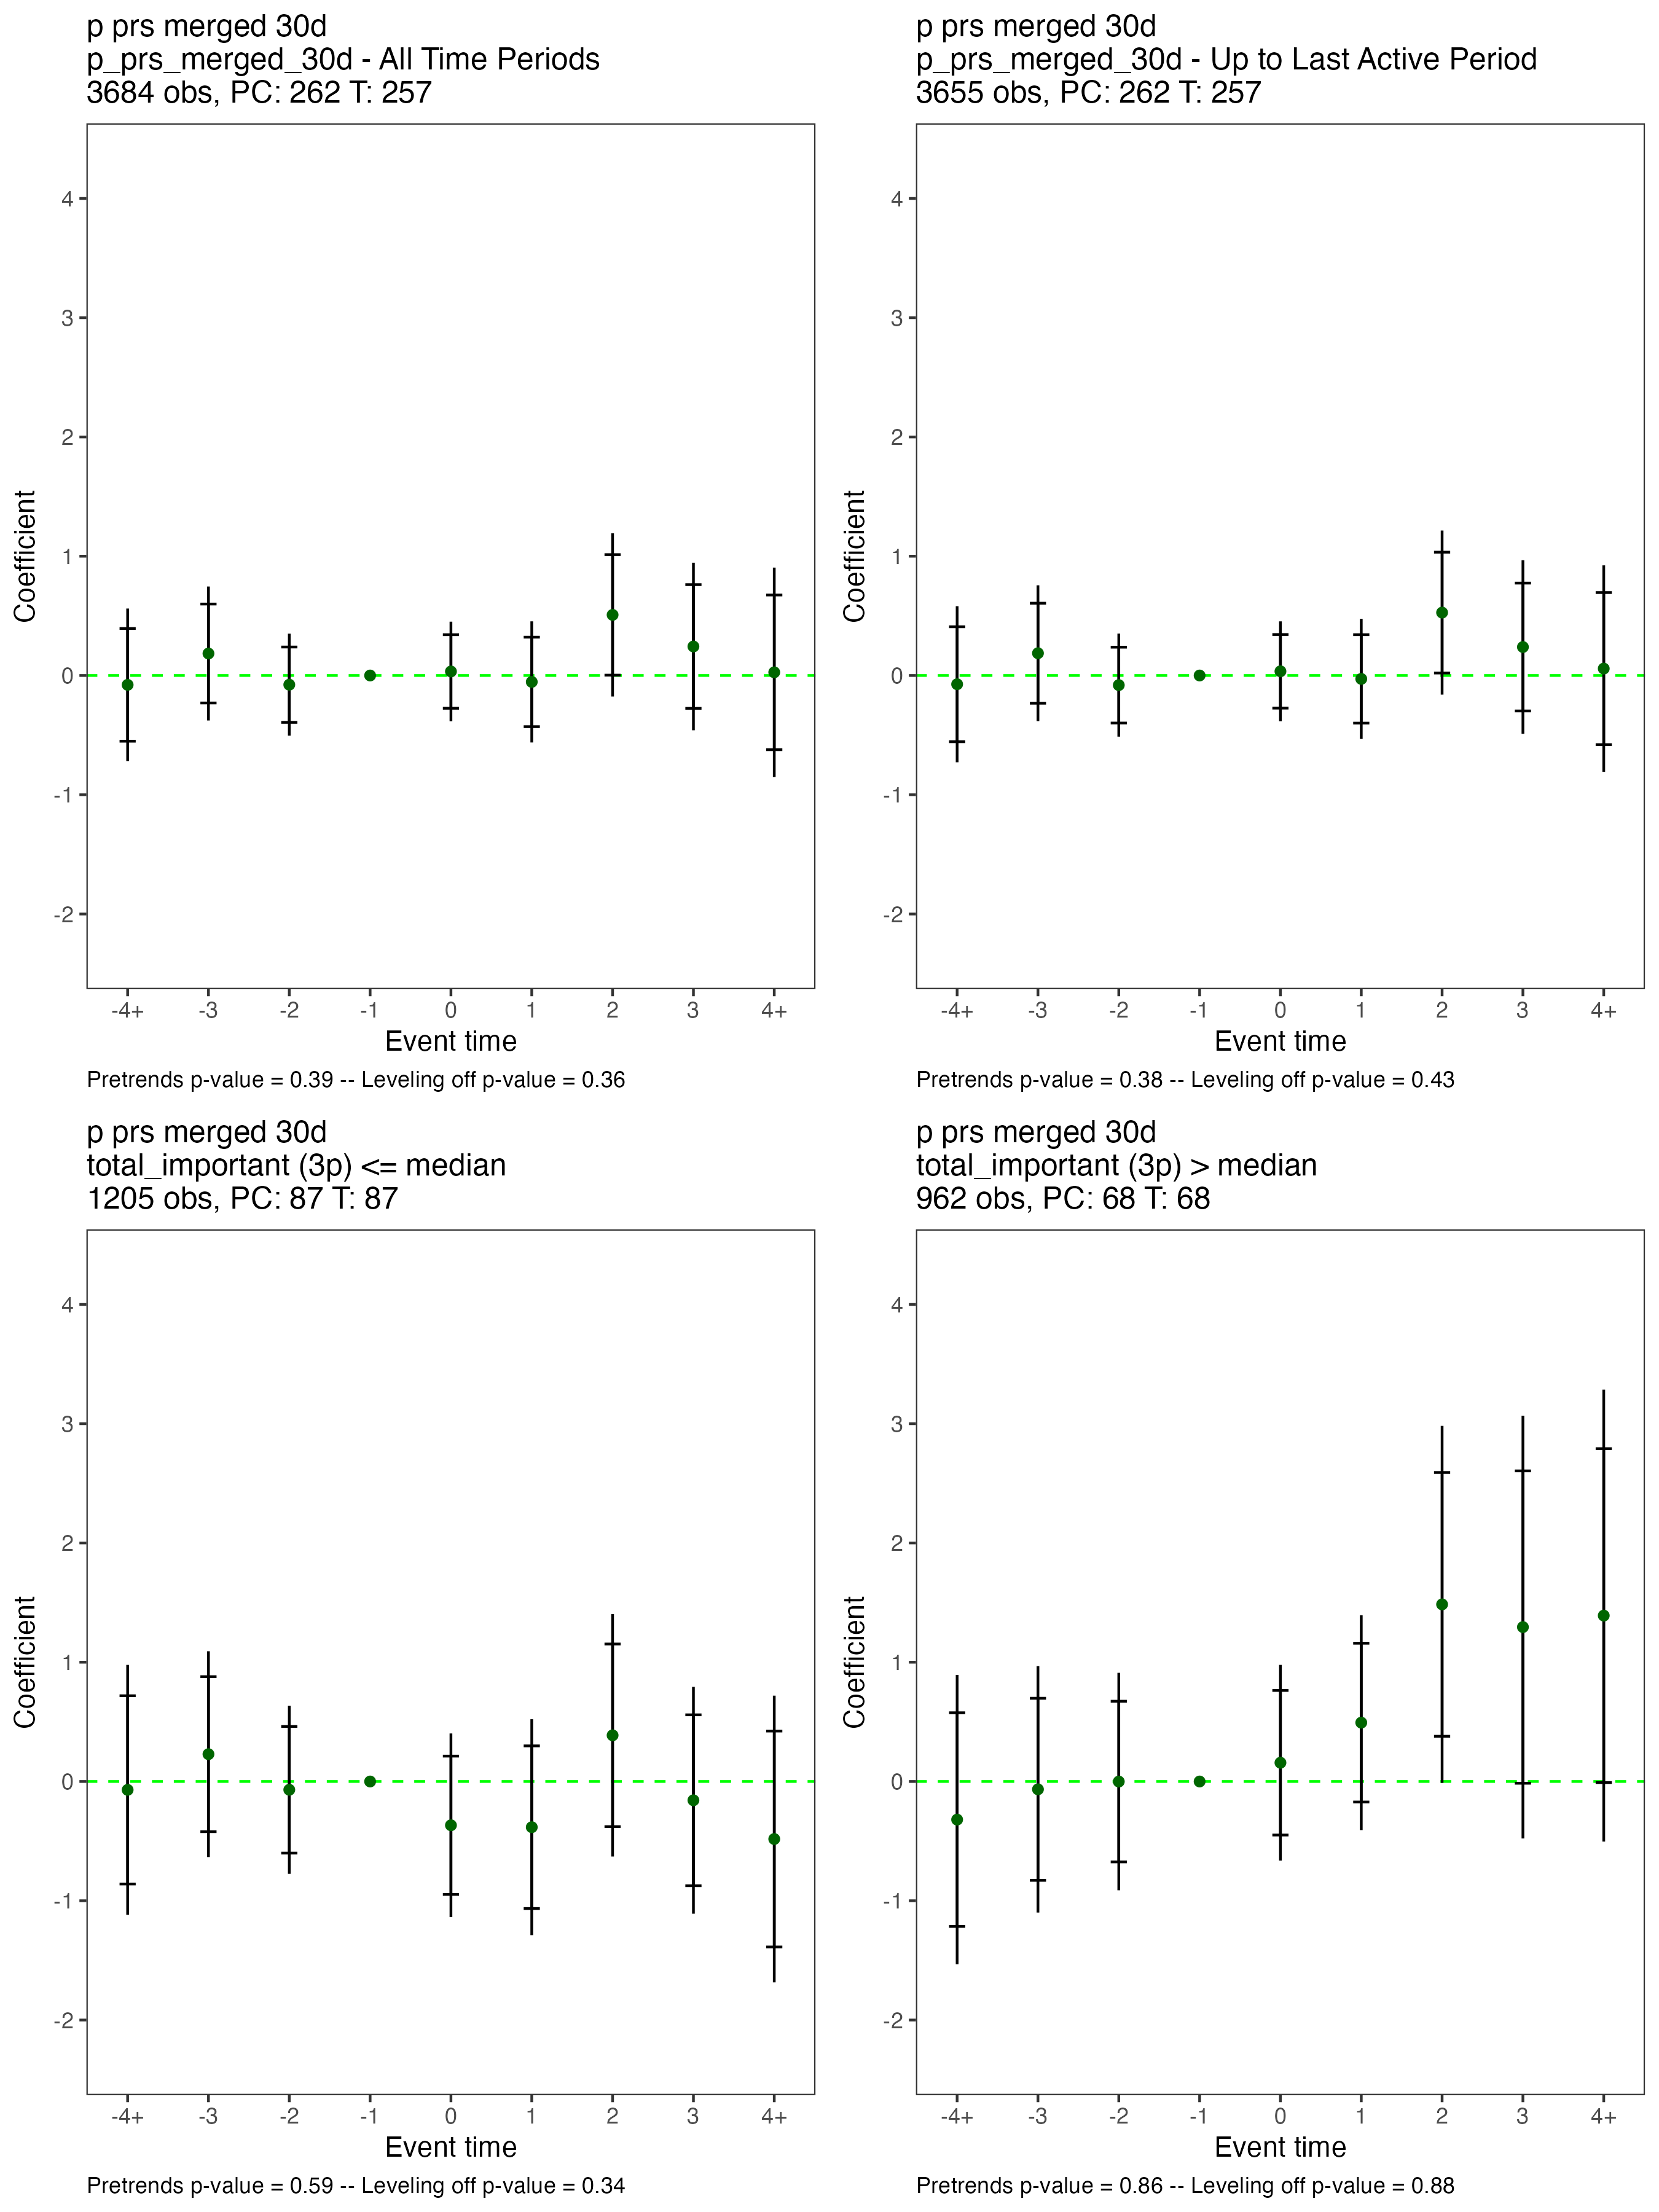 p prs merged 30d
p_prs_merged_30d - All Time Periods
3684 obs, PC: 262 T: 257
4
3
2
1
0
-1
-2
Coefficient
-4+ -3 -2 -1 0 1 2 3 4+
Event time
Pretrends p-value = 0.39 -- Leveling off p-value = 0.36
p prs merged 30d
p_prs_merged_30d - Up to Last Active Period
3655 obs, PC: 262 T: 257
4
3
2
1
0
-1
-2
Coefficient
-4+ -3 -2 -1 0 1 2 3 4+
Event time
Pretrends p-value = 0.38 -- Leveling off p-value = 0.43
p prs merged 30d
total_important (3p) <= median
1205 obs, PC: 87 T: 87
4
3
2
1
0
-1
-2
Coefficient
-4+ -3 -2 -1 0 1 2 3 4+
Event time
Pretrends p-value = 0.59 -- Leveling off p-value = 0.34
p prs merged 30d
total_important (3p) > median
962 obs, PC: 68 T: 68
4
3
2
1
0
-1
-2
Coefficient
-4+ -3 -2 -1 0 1 2 3 4+
Event time
Pretrends p-value = 0.86 -- Leveling off p-value = 0.88